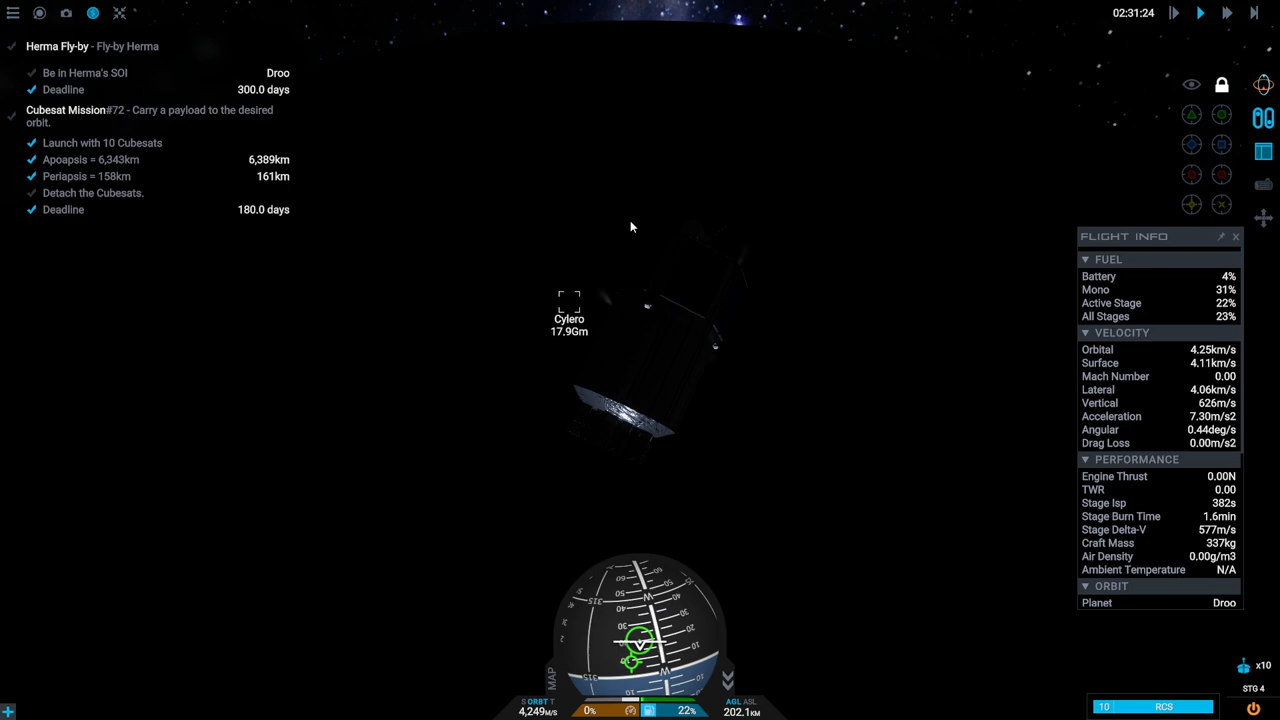 02:31:24
Herma Fly-by - Fly-by Herma
Be in Herma's SOI Droo
Deadline 300.0 days
Cubesat Mission#72 - Carry a payload to the desired
orbit.
Launch with 10 Cubesats
Apoapsis = 6,343km 6,389km
Periapsis = 158km 161km
Detach the Cubesats.
Deadline 180.0 days
Cylero
17.9Gm
FLIGHT INFO
FUEL
Battery 4%
Mono 31%
Active Stage 22%
All Stages 23%
VELOCITY
Orbital 4.25km/s
Surface 4.11km/s
Mach Number 0.00
Lateral 4.06km/s
Vertical 626m/s
Acceleration 7.30m/s2
Angular 0.44deg/s
Drag Loss 0.00m/s2
PERFORMANCE
Engine Thrust 0.00N
TWR 0.00
Stage Isp 382s
Stage Burn Time 1.6min
Stage Delta-V 577m/s
Craft Mass 337kg
Air Density 0.00g/m3
Ambient Temperature N/A
ORBIT
Planet Droo
x10
STG 4
10 RCS
MAP
S ORBT T
4,249M/S
0%
22%
AGL ASL
202.1KM